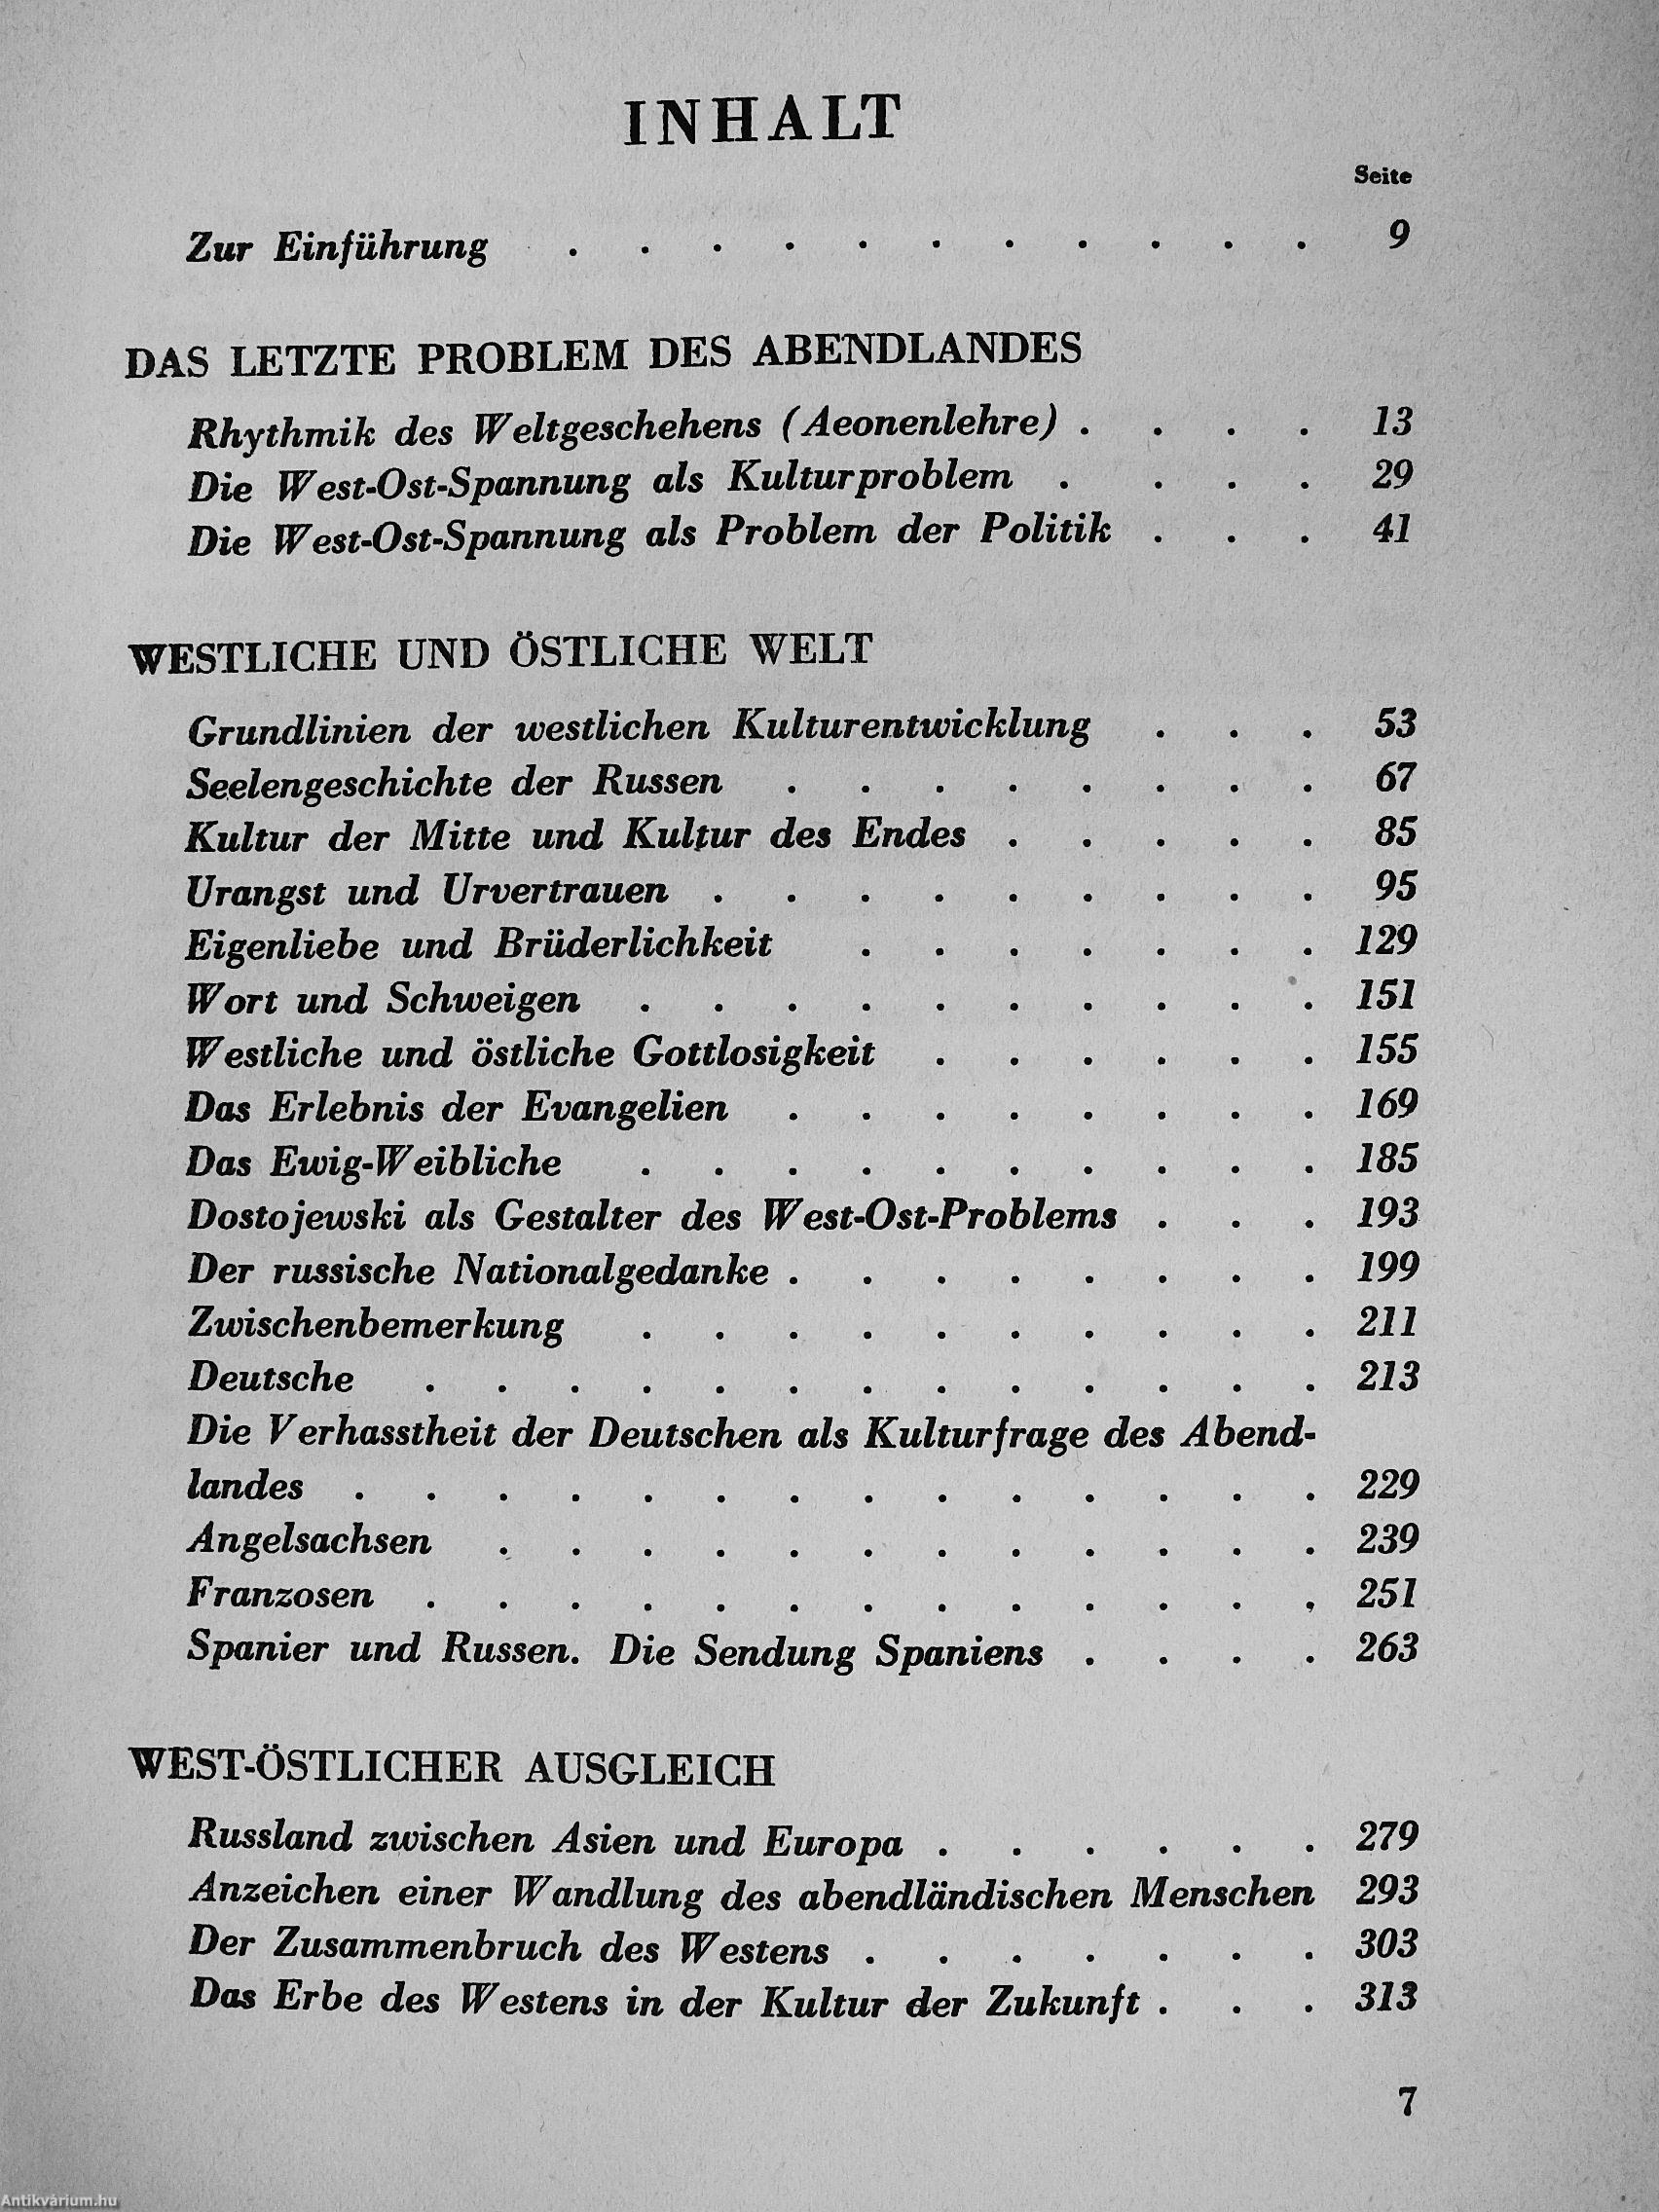 INHALT
Seite
Zur Einführung . . . . . . . . . . . 9
DAS LETZTE PROBLEM DES ABENDLANDES
Rhythmik des Weltgeschehens (Aeonenlehre) . . . . 13
Die West-Ost-Spannung als Kulturproblem . . . . 29
Die West-Ost-Spannung als Problem der Politik . . . 41
WESTLICHE UND ÖSTLICHE WELT
Grundlinien der westlichen Kulturentwicklung . . . 53
Seelengeschichte der Russen . . . . . . . . 67
Kultur der Mitte und Kultur des Endes . . . . . 85
Urangst und Urvertrauen . . . . . . . . . 95
Eigenliebe und Brüderlichkeit . . . . . . . 129
Wort und Schweigen . . . . . . . . . . 151
Westliche und östliche Gottlosigkeit . . . . . . 155
Das Erlebnis der Evangelien . . . . . . . . 169
Das Ewig-Weibliche . . . . . . . . . . 185
Dostojewski als Gestalter des West-Ost-Problems . . . 193
Der russische Nationalgedanke . . . . . . . . 199
Zwischenbemerkung . . . . . . . . . . 211
Deutsche . . . . . . . . . . . . . 213
Die Verhasstheit der Deutschen als Kulturfrage des Abend-
landes . . . . . . . . . . . . . . 229
Angelsachsen . . . . . . . . . . . . 239
Franzosen . . . . . . . . . . . . . 251
Spanier und Russen. Die Sendung Spaniens . . . . 263
WEST-ÖSTLICHER AUSGLEICH
Russland zwischen Asien und Europa . . . . . . 279
Anzeichen einer Wandlung des abendländischen Menschen 293
Der Zusammenbruch des Westens . . . . . . . 303
Das Erbe des Westens in der Kultur der Zukunft . . . 313
7
Antikvárium.hu